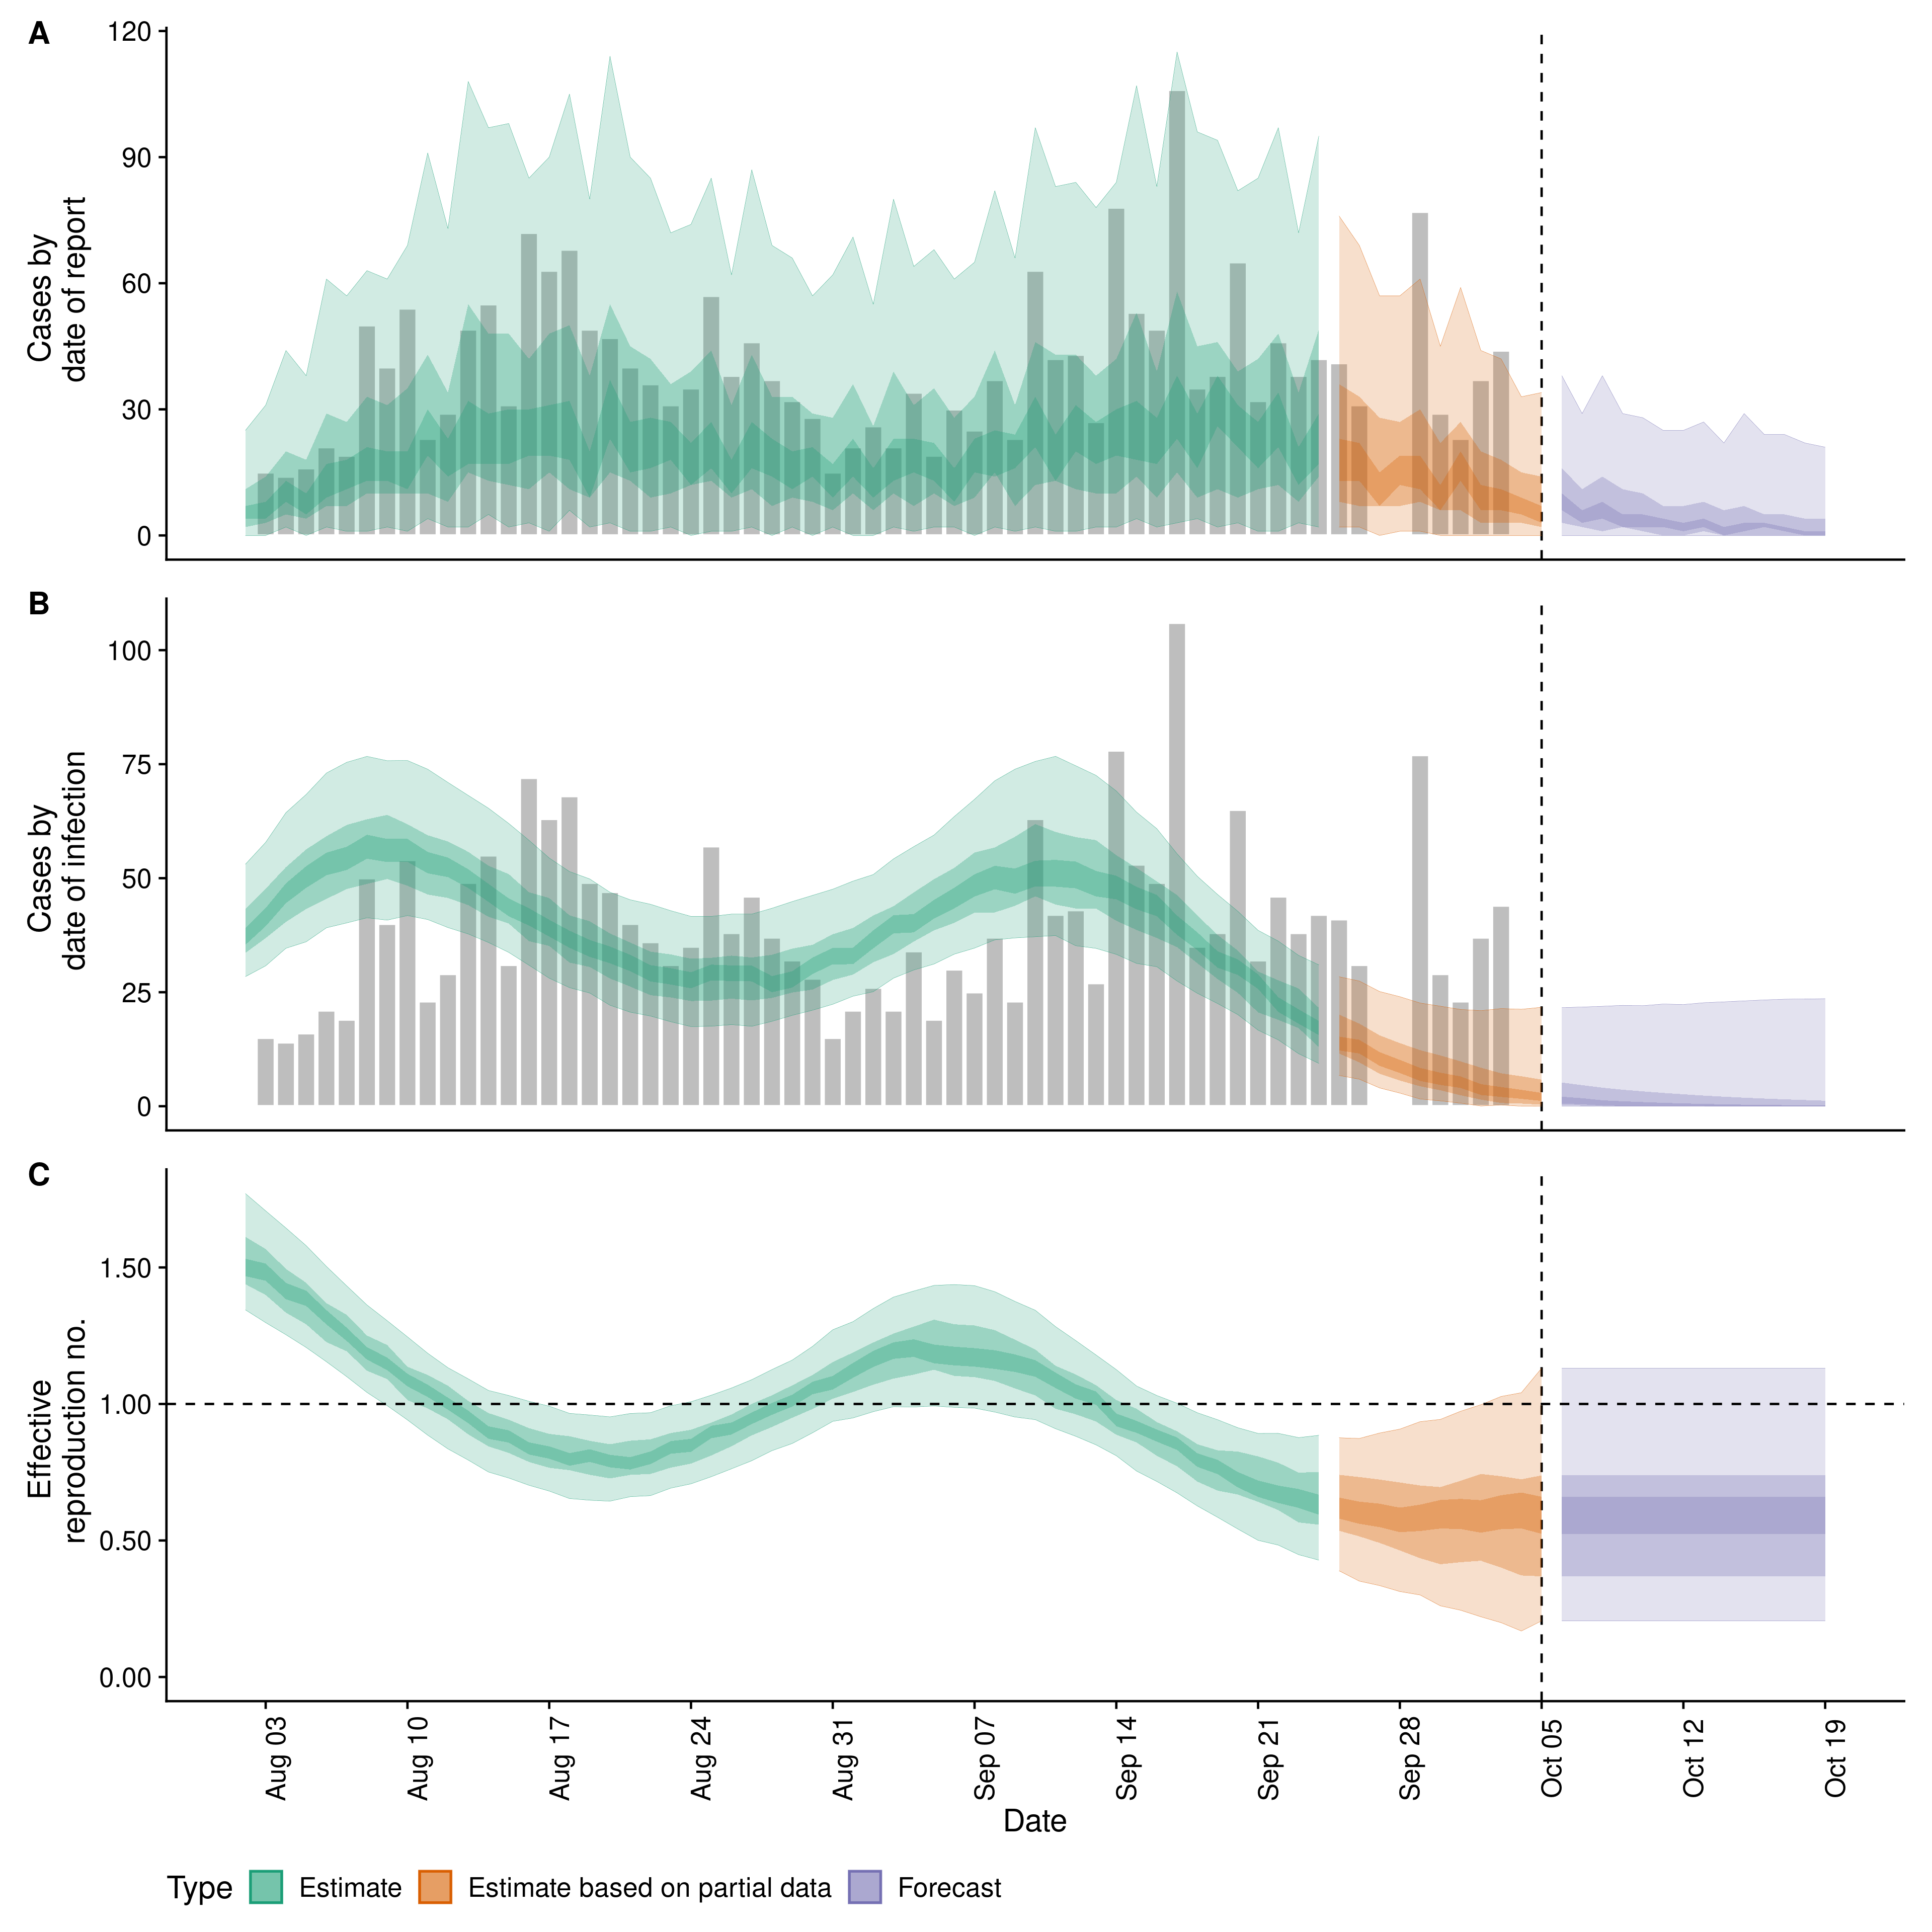 A
120
90
60
30
0
Cases by
date of report
B
100
75
50
25
0
Cases by
date of infection
C
1.50
1.00
0.50
0.00
Effective
reproduction no.
Aug 03
Aug 10
Aug 17
Aug 24
Aug 31
Sep 07
Sep 14
Sep 21
Sep 28
Oct 05
Oct 12
Oct 19
Date
Type
Estimate
Estimate based on partial data
Forecast